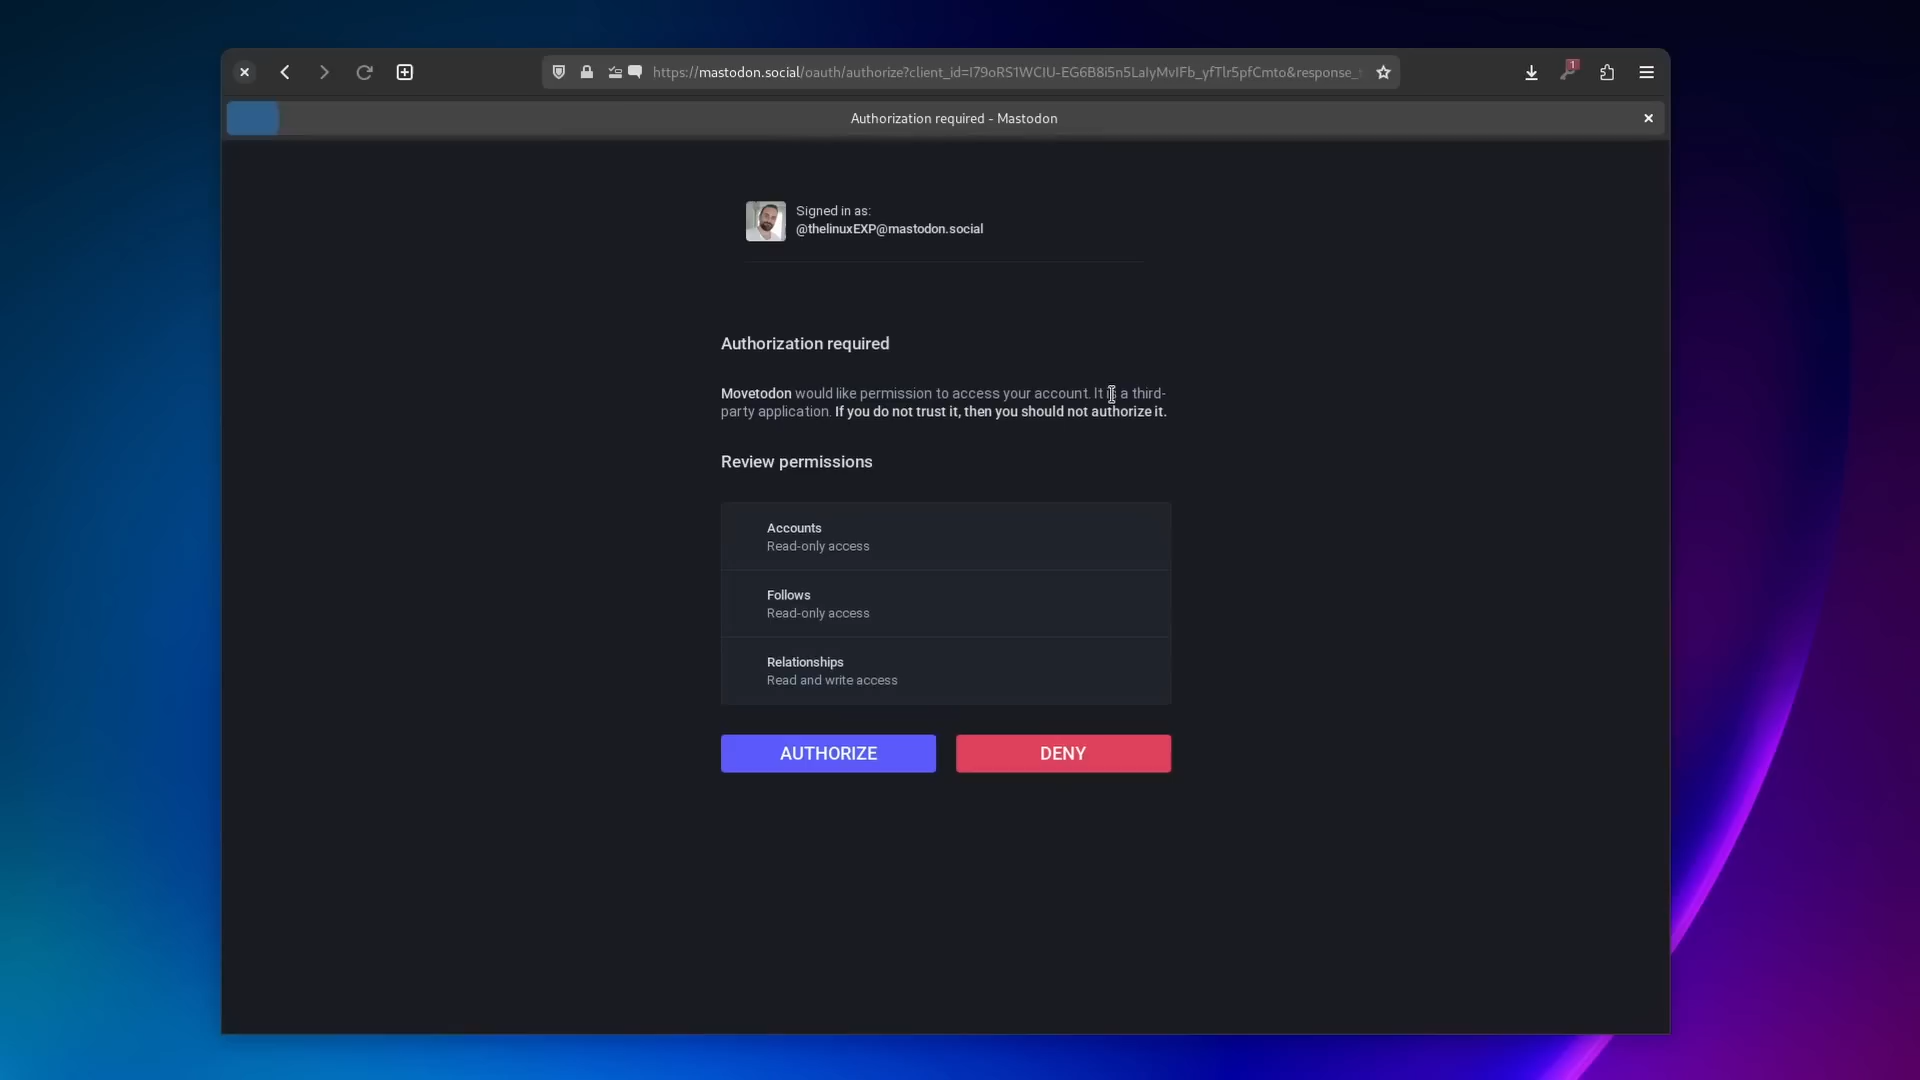 https://mastodon.social/oauth/authorize?client_id=I79oRS1WCIU-EG6B8i5n5LaIyMvIFb_yfTlr5pfCmto&response_
1
Authorization required - Mastodon
Signed in as:
@thelinuxEXP@mastodon.social
Authorization required
Movetodon would like permission to access your account. It is a third-
party application. If you do not trust it, then you should not authorize it.
Review permissions
Accounts
Read-only access
Follows
Read-only access
Relationships
Read and write access
AUTHORIZE
DENY